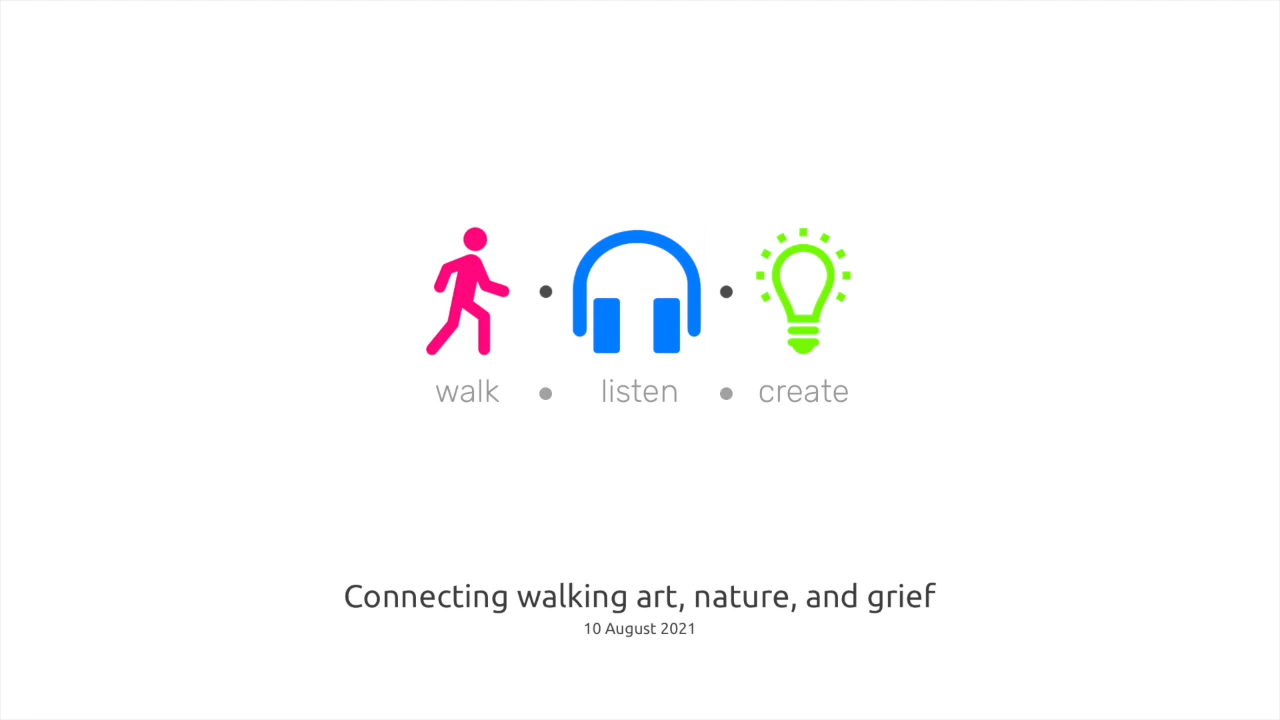 walk • listen • create
Connecting walking art, nature, and grief
10 August 2021